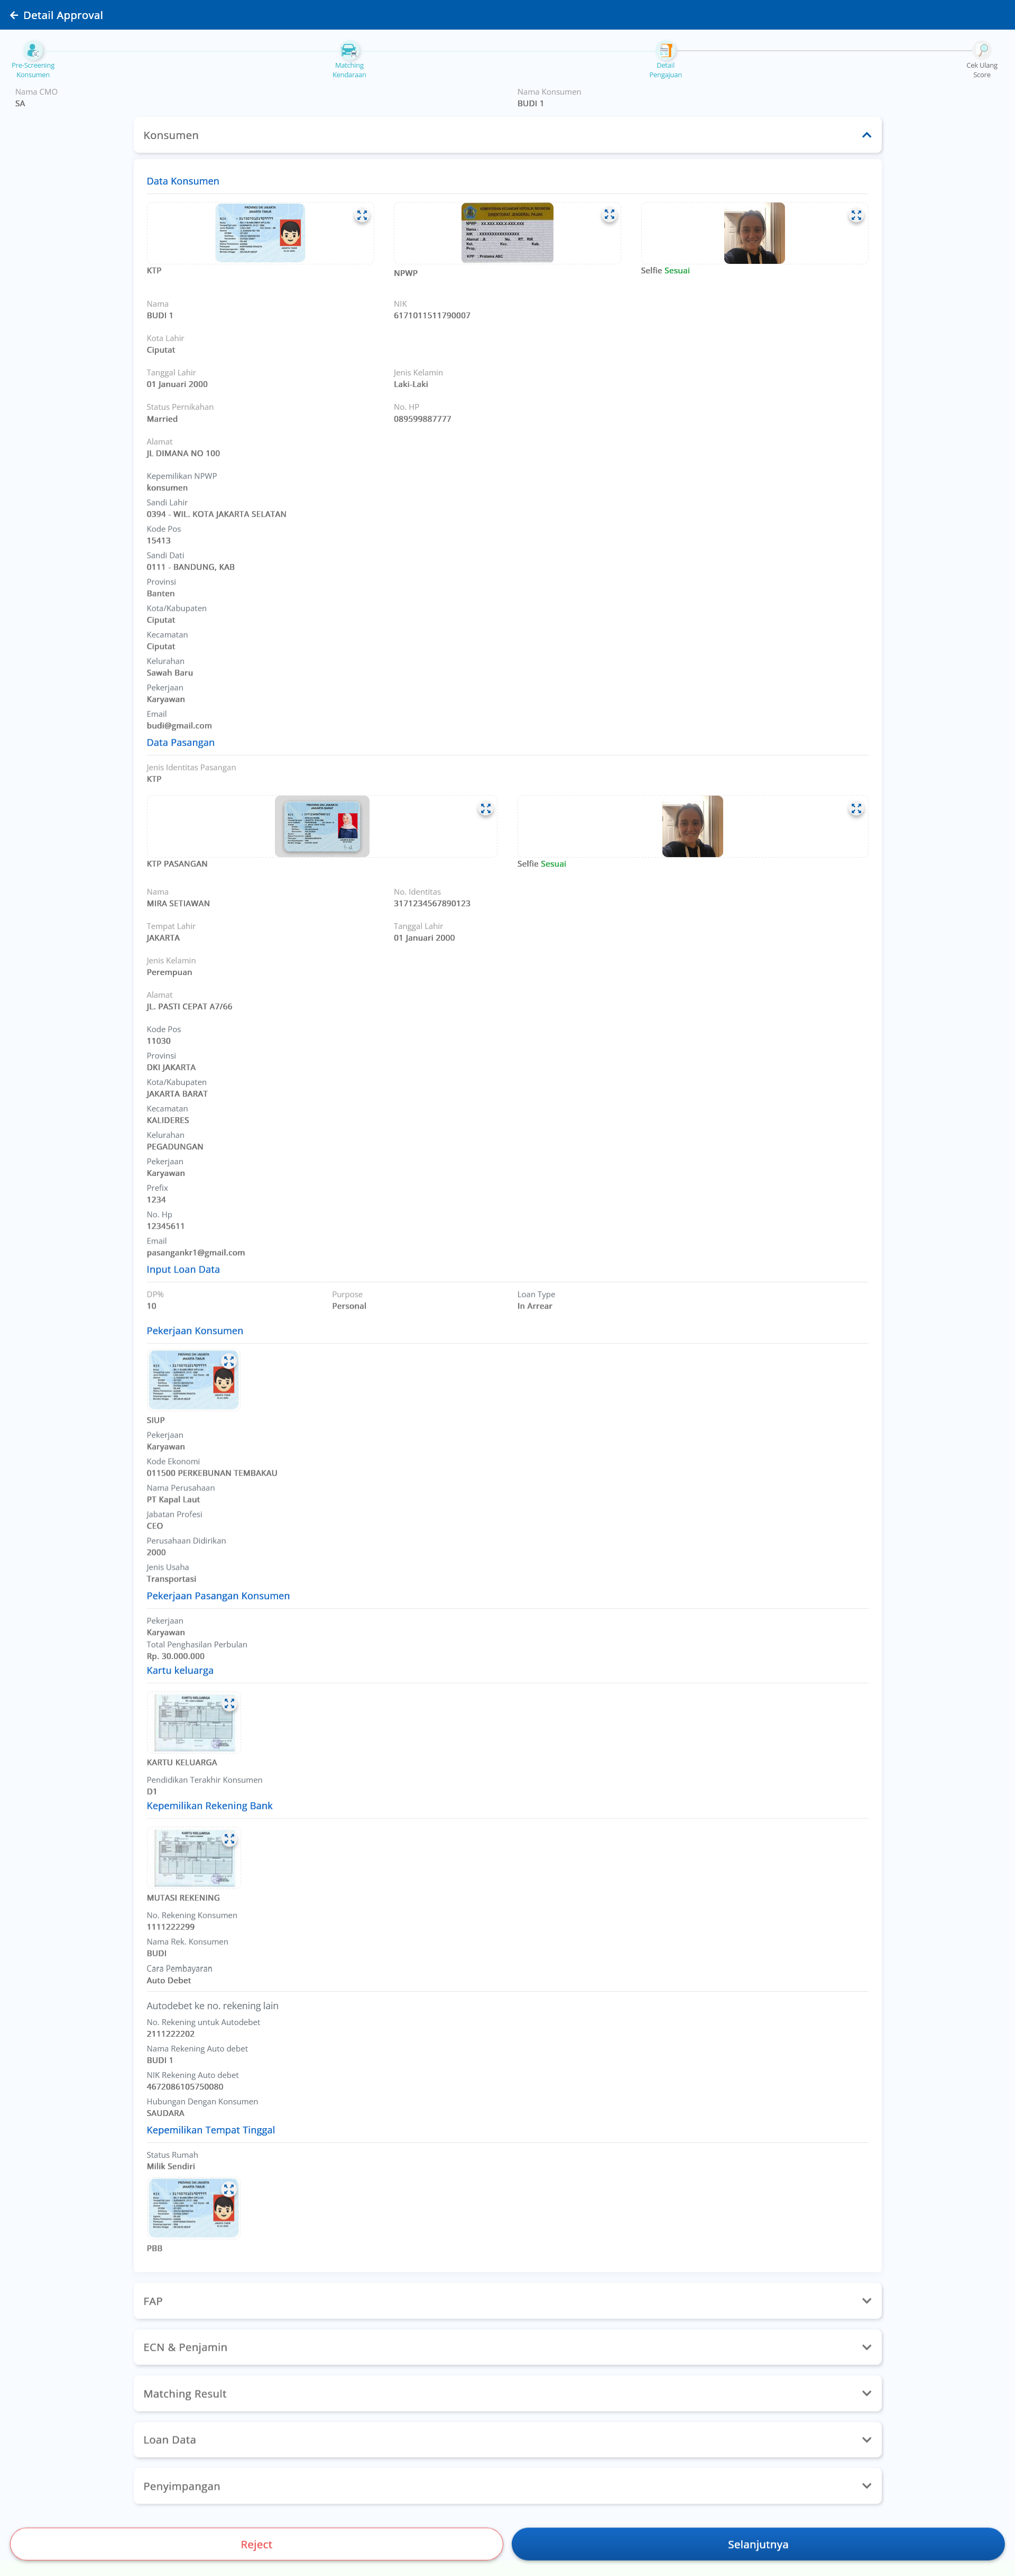 Detail Approval
Pre-Screening
Konsumen
Matching
Kendaraan
Detail
Pengajuan
Cek Ulang
Score
Nama CMO
SA
Nama Konsumen
BUDI 1
Konsumen
Data Konsumen
KTP
NPWP
Selfie Sesuai
Nama
BUDI 1
NIK
6171011511790007
Kota Lahir
Ciputat
Tanggal Lahir
01 Januari 2000
Jenis Kelamin
Laki-Laki
Status Pernikahan
Married
No. HP
089599887777
Alamat
JL DIMANA NO 100
Kepemilikan NPWP
konsumen
Sandi Lahir
0394 - WIL. KOTA JAKARTA SELATAN
Kode Pos
15413
Sandi Dati
0111 - BANDUNG, KAB
Provinsi
Banten
Kota/Kabupaten
Ciputat
Kecamatan
Ciputat
Kelurahan
Sawah Baru
Pekerjaan
Karyawan
Email
budi@gmail.com
Data Pasangan
Jenis Identitas Pasangan
KTP
KTP PASANGAN
Selfie Sesuai
Nama
MIRA SETIAWAN
No. Identitas
3171234567890123
Tempat Lahir
JAKARTA
Tanggal Lahir
01 Januari 2000
Jenis Kelamin
Perempuan
Alamat
JL. PASTI CEPAT A7/66
Kode Pos
11030
Provinsi
DKI JAKARTA
Kota/Kabupaten
JAKARTA BARAT
Kecamatan
KALIDERES
Kelurahan
PEGADUNGAN
Pekerjaan
Karyawan
Prefix
1234
No. Hp
12345611
Email
pasangankr1@gmail.com
Input Loan Data
DP%
10
Purpose
Personal
Loan Type
In Arrear
Pekerjaan Konsumen
SIUP
Pekerjaan
Karyawan
Kode Ekonomi
011500 PERKEBUNAN TEMBAKAU
Nama Perusahaan
PT Kapal Laut
Jabatan Profesi
CEO
Perusahaan Didirikan
2000
Jenis Usaha
Transportasi
Pekerjaan Pasangan Konsumen
Pekerjaan
Karyawan
Total Penghasilan Perbulan
Rp. 30.000.000
Kartu keluarga
KARTU KELUARGA
Pendidikan Terakhir Konsumen
D1
Kepemilikan Rekening Bank
MUTASI REKENING
No. Rekening Konsumen
1111222299
Nama Rek. Konsumen
BUDI
Cara Pembayaran
Auto Debet
Autodebet ke no. rekening lain
No. Rekening untuk Autodebet
2111222202
Nama Rekening Auto debet
BUDI 1
NIK Rekening Auto debet
4672086105750080
Hubungan Dengan Konsumen
SAUDARA
Kepemilikan Tempat Tinggal
Status Rumah
Milik Sendiri
PBB
FAP
ECN & Penjamin
Matching Result
Loan Data
Penyimpangan
Reject
Selanjutnya